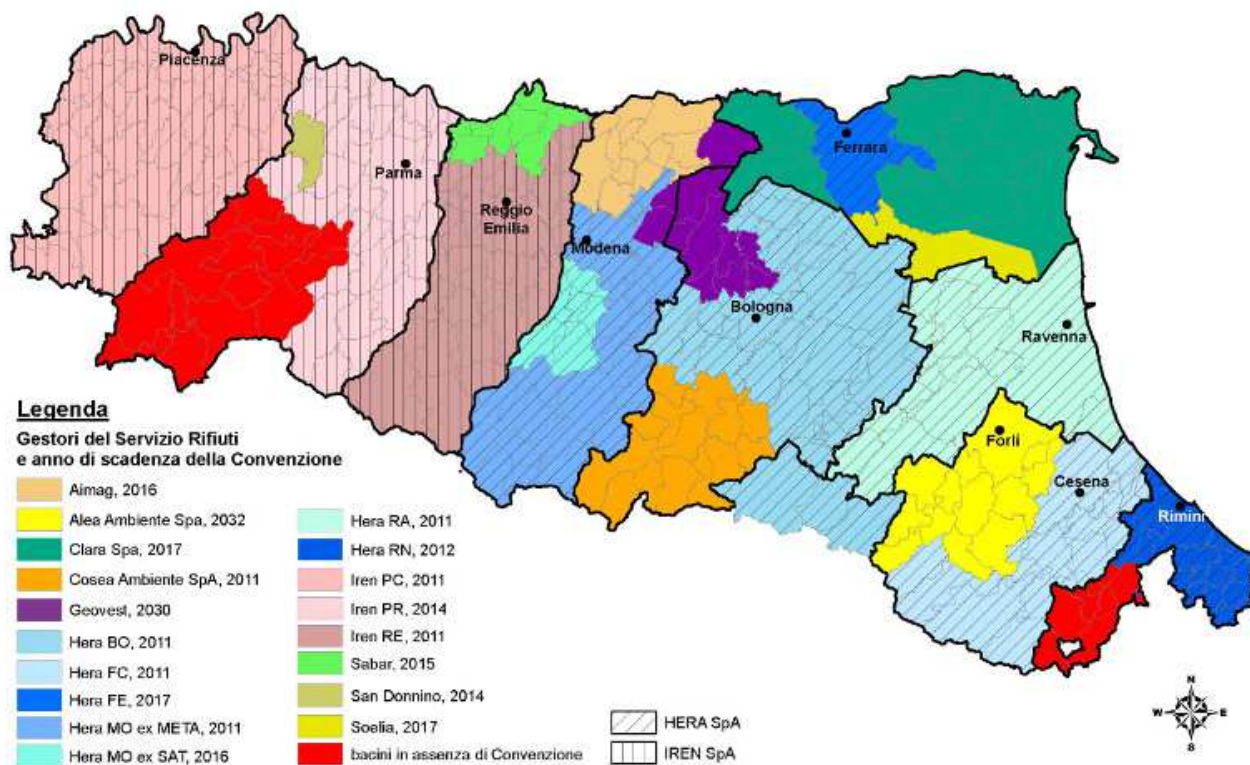 Piacenza
Parma
Reggio
Emilia
Modena
Ferrara
Bologna
Ravenna
Forlì
Cesena
Rimini
Legenda
Gestori del Servizio Rifiuti
e anno di scadenza della Convenzione
Aimag, 2016
Alea Ambiente Spa, 2032
Clara Spa, 2017
Cosea Ambiente SpA, 2011
Geovest, 2030
Hera BO, 2011
Hera FC, 2011
Hera FE, 2017
Hera MO ex META, 2011
Hera MO ex SAT, 2016
Hera RA, 2011
Hera RN, 2012
Iren PC, 2011
Iren PR, 2014
Iren RE, 2011
Sabar, 2015
San Donnino, 2014
Soelia, 2017
bacini in assenza di Convenzione
HERA SpA
IREN SpA
N
W E
S